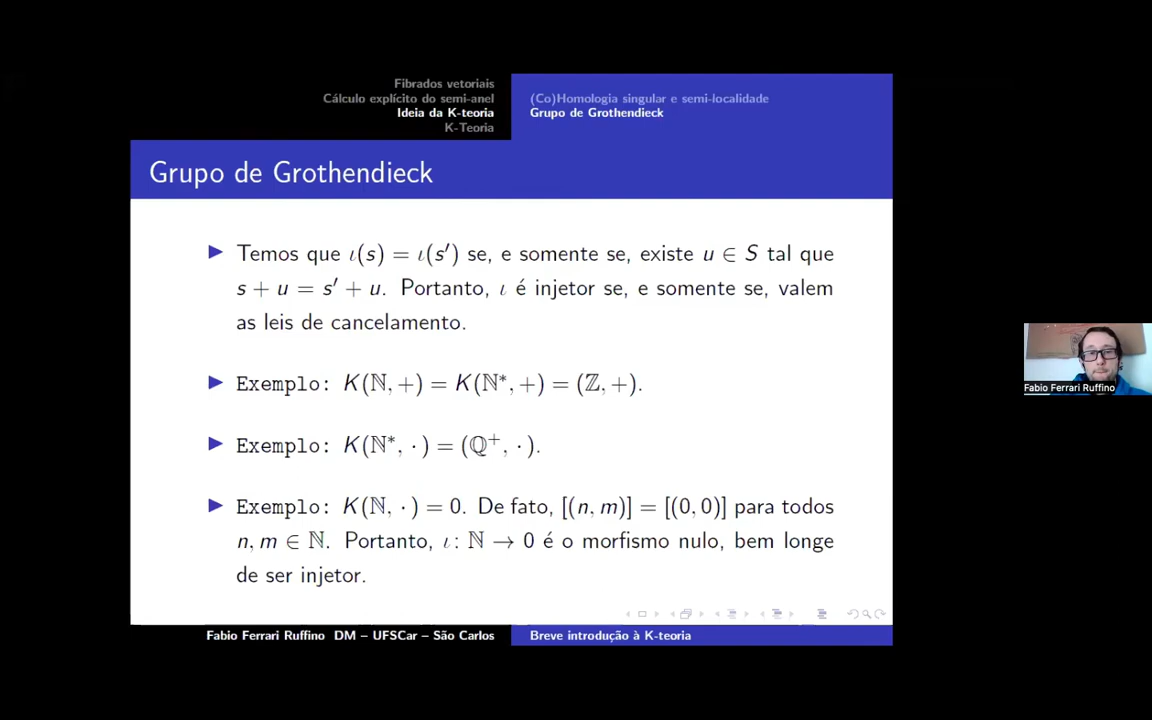 Fibrados vetoriais
Cálculo explícito do semi-anel
Ideia da K-teoria
K-Teoria
(Co)Homologia singular e semi-localidade
Grupo de Grothendieck
Grupo de Grothendieck
Temos que ι(s) = ι(s′) se, e somente se, existe u ∈ S tal que
s + u = s′ + u. Portanto, ι é injetor se, e somente se, valem
as leis de cancelamento.
Exemplo: K(ℕ, +) = K(ℕ*, +) = (ℤ, +).
Exemplo: K(ℕ*, ·) = (ℚ⁺, ·).
Exemplo: K(ℕ, ·) = 0. De fato, [(n, m)] = [(0, 0)] para todos
n, m ∈ ℕ. Portanto, ι: ℕ → 0 é o morfismo nulo, bem longe
de ser injetor.
Fabio Ferrari Ruffino DM – UFSCar – São Carlos
Breve introdução à K-teoria
Fabio Ferrari Ruffino